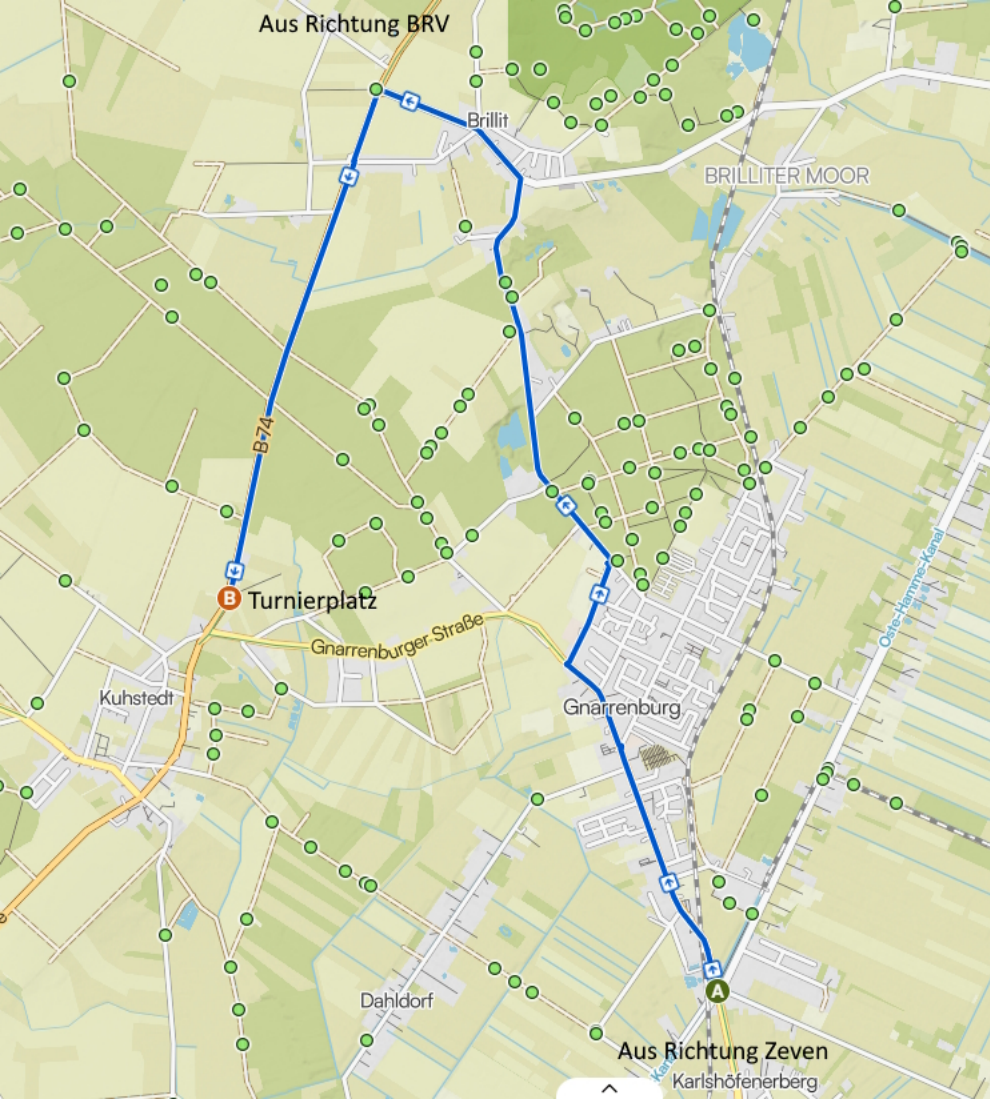 Aus Richtung BRV
Brillit
BRILLITER MOOR
B 74
Oste-Hamme-Kanal
B Turnierplatz
Gnarrenburger Straße
Kuhstedt
Gnarrenburg
A
Dahldorf
Aus Richtung Zeven
Kana
Karlshöfenerberg